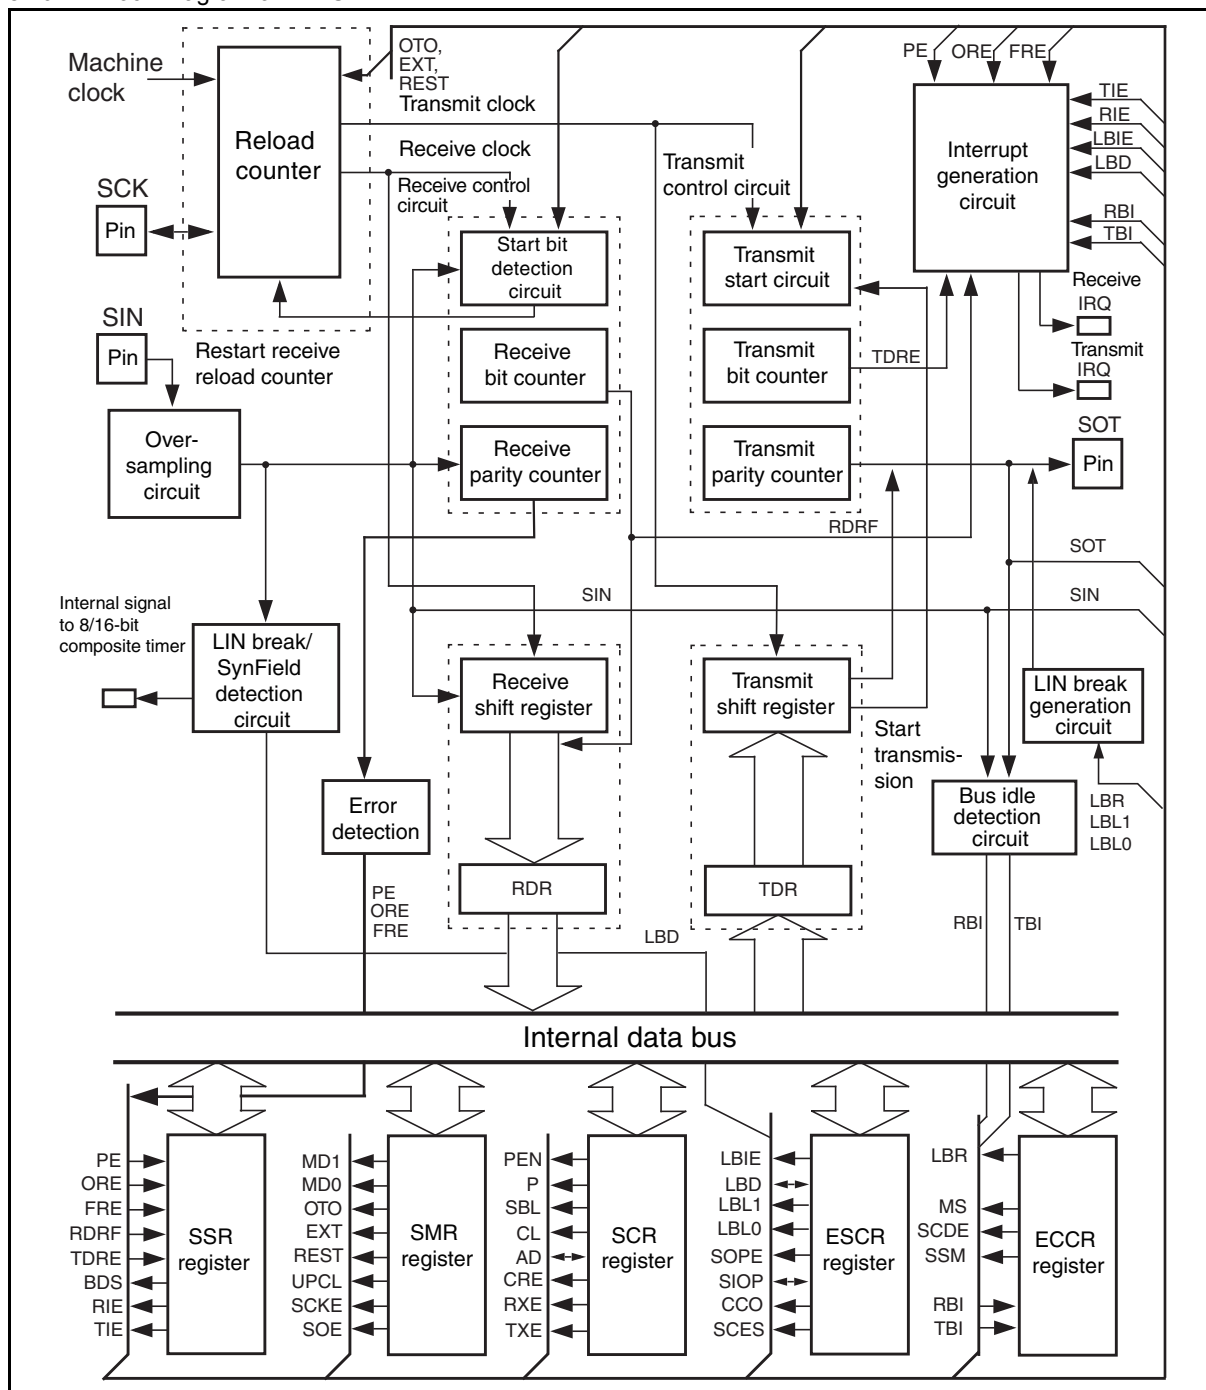 Machine
clock
OTO,
EXT,
REST
Transmit clock
Reload
counter
Receive clock
Receive control
circuit
Transmit
control circuit
PE
ORE
FRE
TIE
RIE
LBIE
LBD
RBI
TBI
Interrupt
generation
circuit
SCK
Pin
Start bit
detection
circuit
Transmit
start circuit
Receive
IRQ
Transmit
IRQ
SIN
Pin
Restart receive
reload counter
Receive
bit counter
Transmit
bit counter
TDRE
Over-
sampling
circuit
Receive
parity counter
Transmit
parity counter
SOT
Pin
RDRF
SOT
SIN
SIN
Internal signal
to 8/16-bit
composite timer
LIN break/
SynField
detection
circuit
Receive
shift register
Transmit
shift register
Start
transmis-
sion
LIN break
generation
circuit
Error
detection
Bus idle
detection
circuit
LBR
LBL1
LBL0
RDR
TDR
PE
ORE
FRE
LBD
RBI
TBI
Internal data bus
PE
ORE
FRE
RDRF
TDRE
BDS
RIE
TIE
SSR
register
MD1
MD0
OTO
EXT
REST
UPCL
SCKE
SOE
SMR
register
PEN
P
SBL
CL
AD
CRE
RXE
TXE
SCR
register
LBIE
LBD
LBL1
LBL0
SOPE
SIOP
CCO
SCES
ESCR
register
LBR
MS
SCDE
SSM
RBI
TBI
ECCR
register